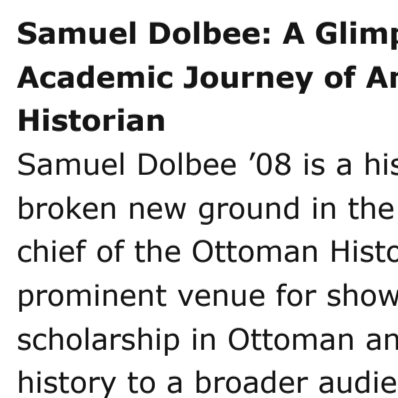 Samuel Dolbee: A Glimp
Academic Journey of An
Historian
Samuel Dolbee ’08 is a his
broken new ground in the
chief of the Ottoman Histo
prominent venue for show
scholarship in Ottoman an
history to a broader audie